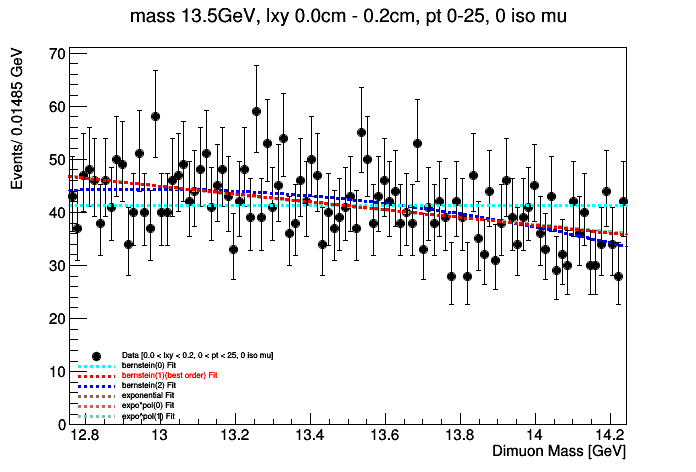 mass 13.5GeV, lxy 0.0cm - 0.2cm, pt 0-25, 0 iso mu
Events/ 0.01485 GeV
70
60
50
40
30
20
10
0
Data [0.0 < lxy < 0.2, 0 < pt < 25, 0 iso mu]
bernstein(0) Fit
bernstein(1)(best order) Fit
bernstein(2) Fit
exponential Fit
expo*pol(0) Fit
expo*pol(1) Fit
12.8 13 13.2 13.4 13.6 13.8 14 14.2
Dimuon Mass [GeV]